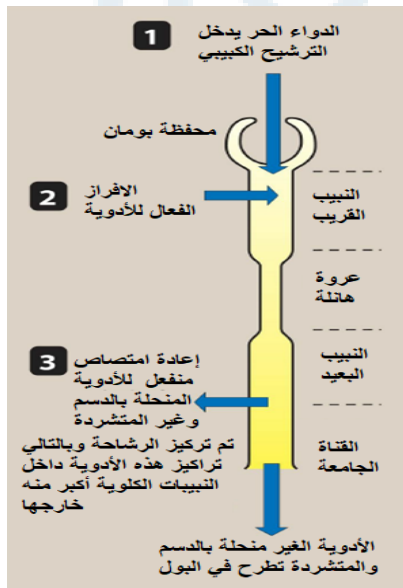 1
الدواء الحر يدخل
الترشيح الكبيبي
محفظة بومان
2
الافراز
الفعال للأدوية
النبيب
القريب
عروة
هانلة
3
إعادة امتصاص
منفعل للأدوية
المنحلة بالدسم
وغير المتشردة
تم تركيز الرشاحة وبالتالي
تراكيز هذه الأدوية داخل
النبيبات الكلوية أكبر منه
خارجها
النبيب
البعيد
القناة
الجامعة
الأدوية الغير منحلة بالدسم
والمتشردة تطرح في البول